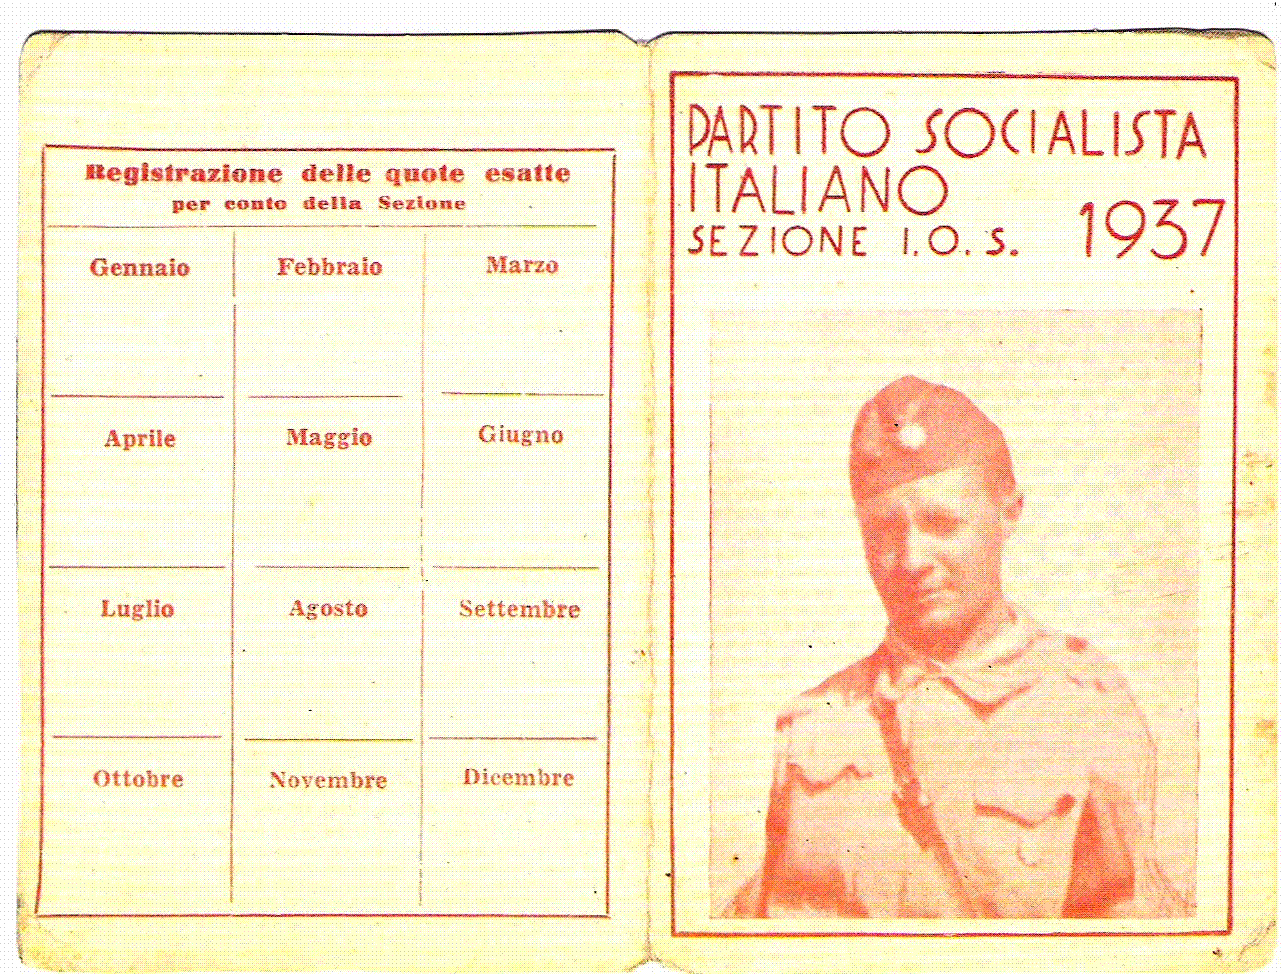 Registrazione delle quote esatte
per conto della Sezione
Gennaio Febbraio Marzo
Aprile Maggio Giugno
Luglio Agosto Settembre
Ottobre Novembre Dicembre
PARTITO SOCIALISTA
ITALIANO
SEZIONE I.O.S. 1937